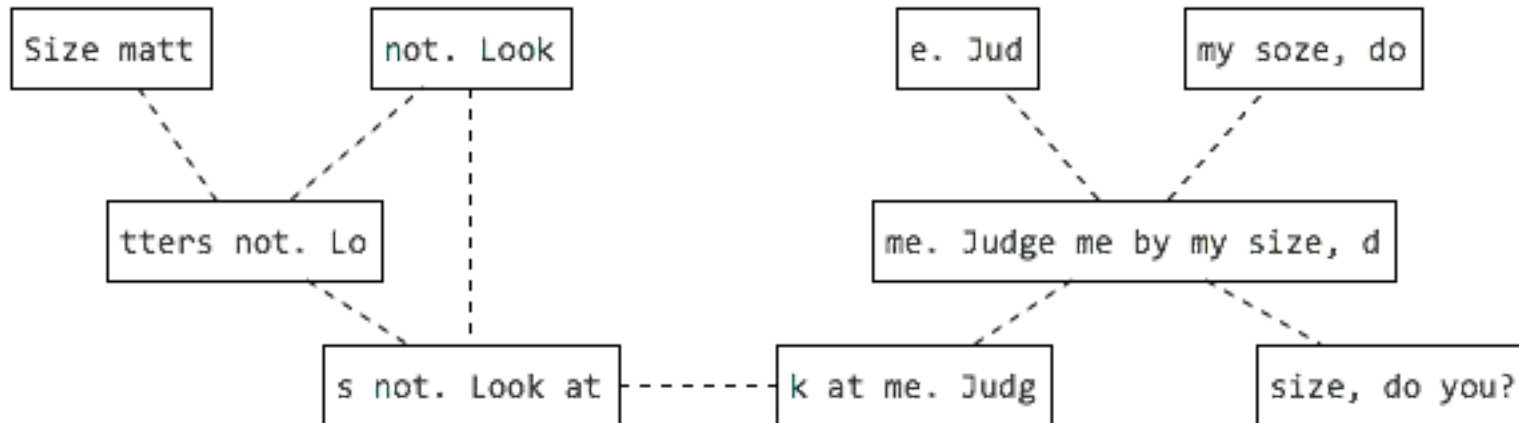 Size matt
not. Look
e. Jud
my soze, do
tters not. Lo
me. Judge me by my size, d
s not. Look at
k at me. Judg
size, do you?